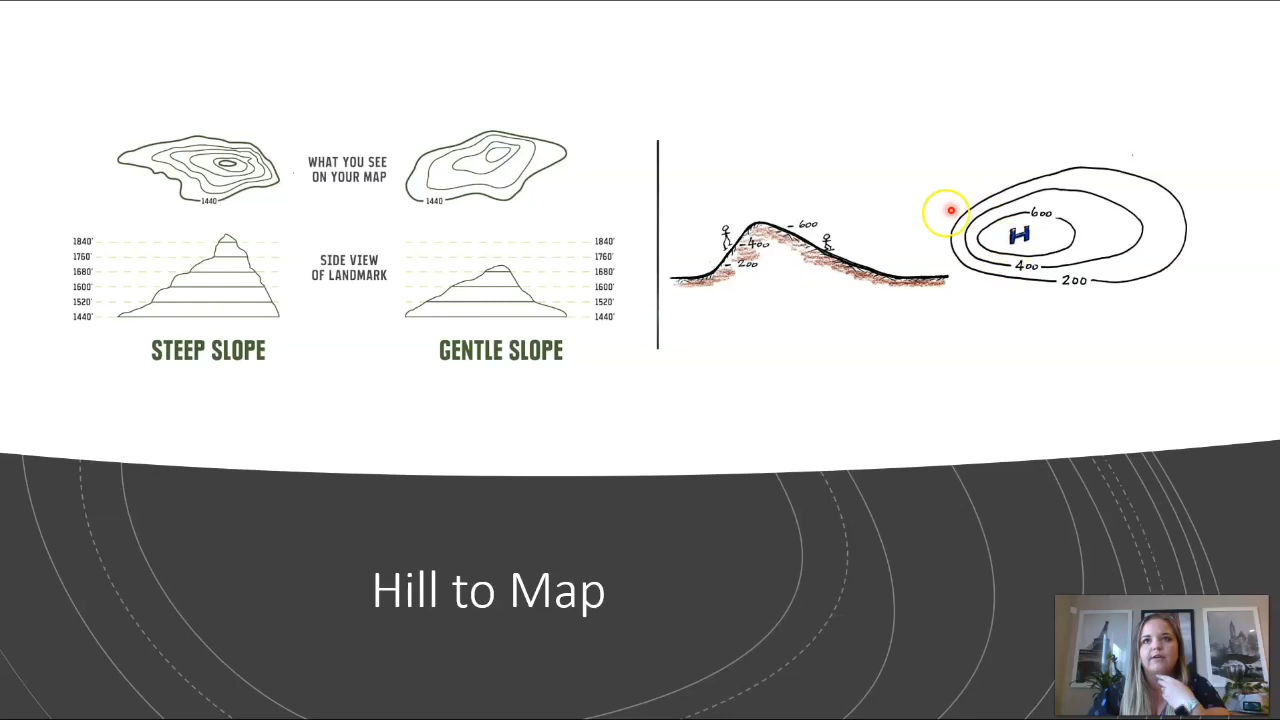 WHAT YOU SEE
ON YOUR MAP
1440
1440
1840'
1760'
1680'
1600'
1520'
1440'
SIDE VIEW
OF LANDMARK
1840'
1760'
1680'
1600'
1520'
1440'
STEEP SLOPE
GENTLE SLOPE
600
400
200
600
H
400
200
Hill to Map